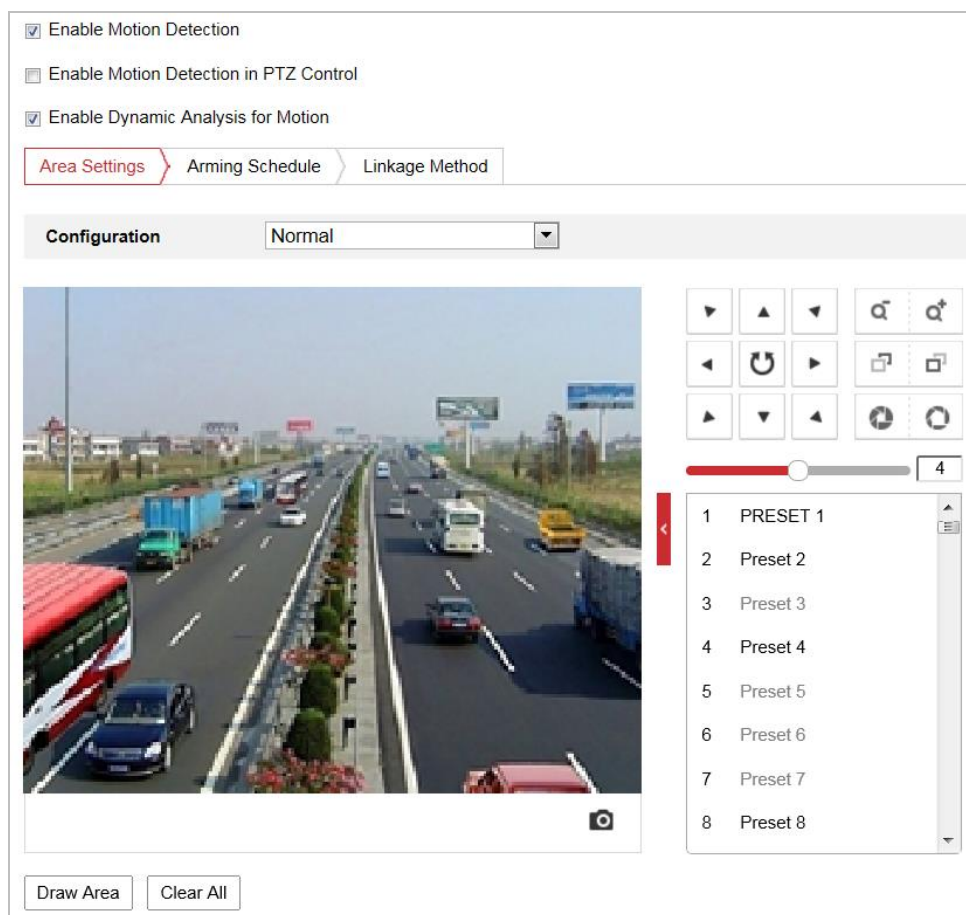 Enable Motion Detection
Enable Motion Detection in PTZ Control
Enable Dynamic Analysis for Motion
Area Settings Arming Schedule Linkage Method
Configuration Normal
4
1 PRESET 1
2 Preset 2
3 Preset 3
4 Preset 4
5 Preset 5
6 Preset 6
7 Preset 7
8 Preset 8
Draw Area Clear All